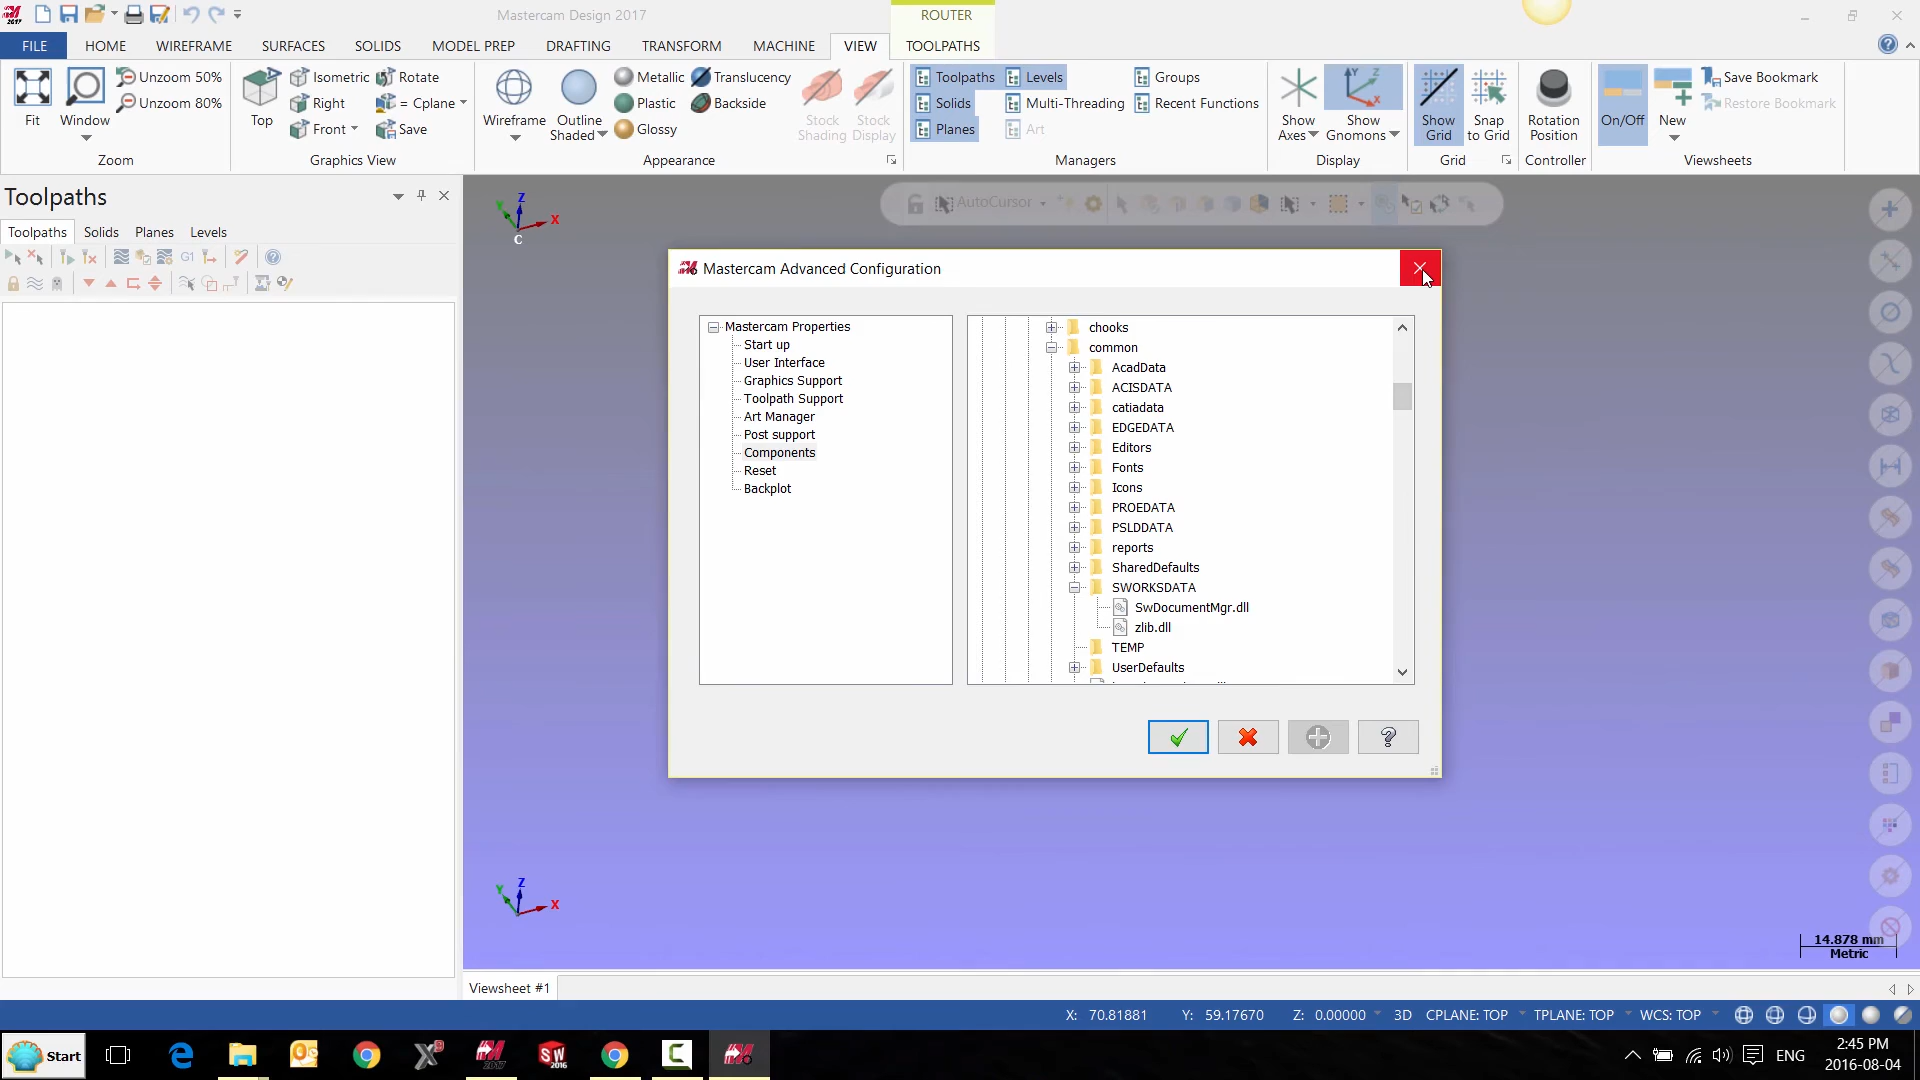 Mastercam Design 2017
ROUTER
FILE HOME WIREFRAME SURFACES SOLIDS MODEL PREP DRAFTING TRANSFORM MACHINE VIEW TOOLPATHS
Fit
Window
Unzoom 50%
Unzoom 80%
Zoom
Top
Isometric
Right
Front
Rotate
= Cplane
Save
Graphics View
Wireframe
Outline
Shaded
Metallic
Plastic
Glossy
Translucency
Backside
Stock
Shading
Stock
Display
Appearance
Toolpaths
Solids
Planes
Levels
Multi-Threading
Art
Groups
Recent Functions
Managers
Show
Axes
Show
Gnomons
Display
Show
Grid
Snap
to Grid
Grid
Rotation
Position
Controller
On/Off
New
Save Bookmark
Restore Bookmark
Viewsheets
Toolpaths
Toolpaths Solids Planes Levels
G1
Z
Y
X
C
AutoCursor
Mastercam Advanced Configuration
Mastercam Properties
Start up
User Interface
Graphics Support
Toolpath Support
Art Manager
Post support
Components
Reset
Backplot
chooks
common
AcadData
ACISDATA
catiadata
EDGEDATA
Editors
Fonts
Icons
PROEDATA
PSLDDATA
reports
SharedDefaults
SWORKSDATA
SwDocumentMgr.dll
zlib.dll
TEMP
UserDefaults
Z
Y
X
14.878 mm
Metric
Viewsheet #1
X: 70.81881 Y: 59.17670 Z: 0.00000 3D CPLANE: TOP TPLANE: TOP WCS: TOP
Start
ENG
2:45 PM
2016-08-04